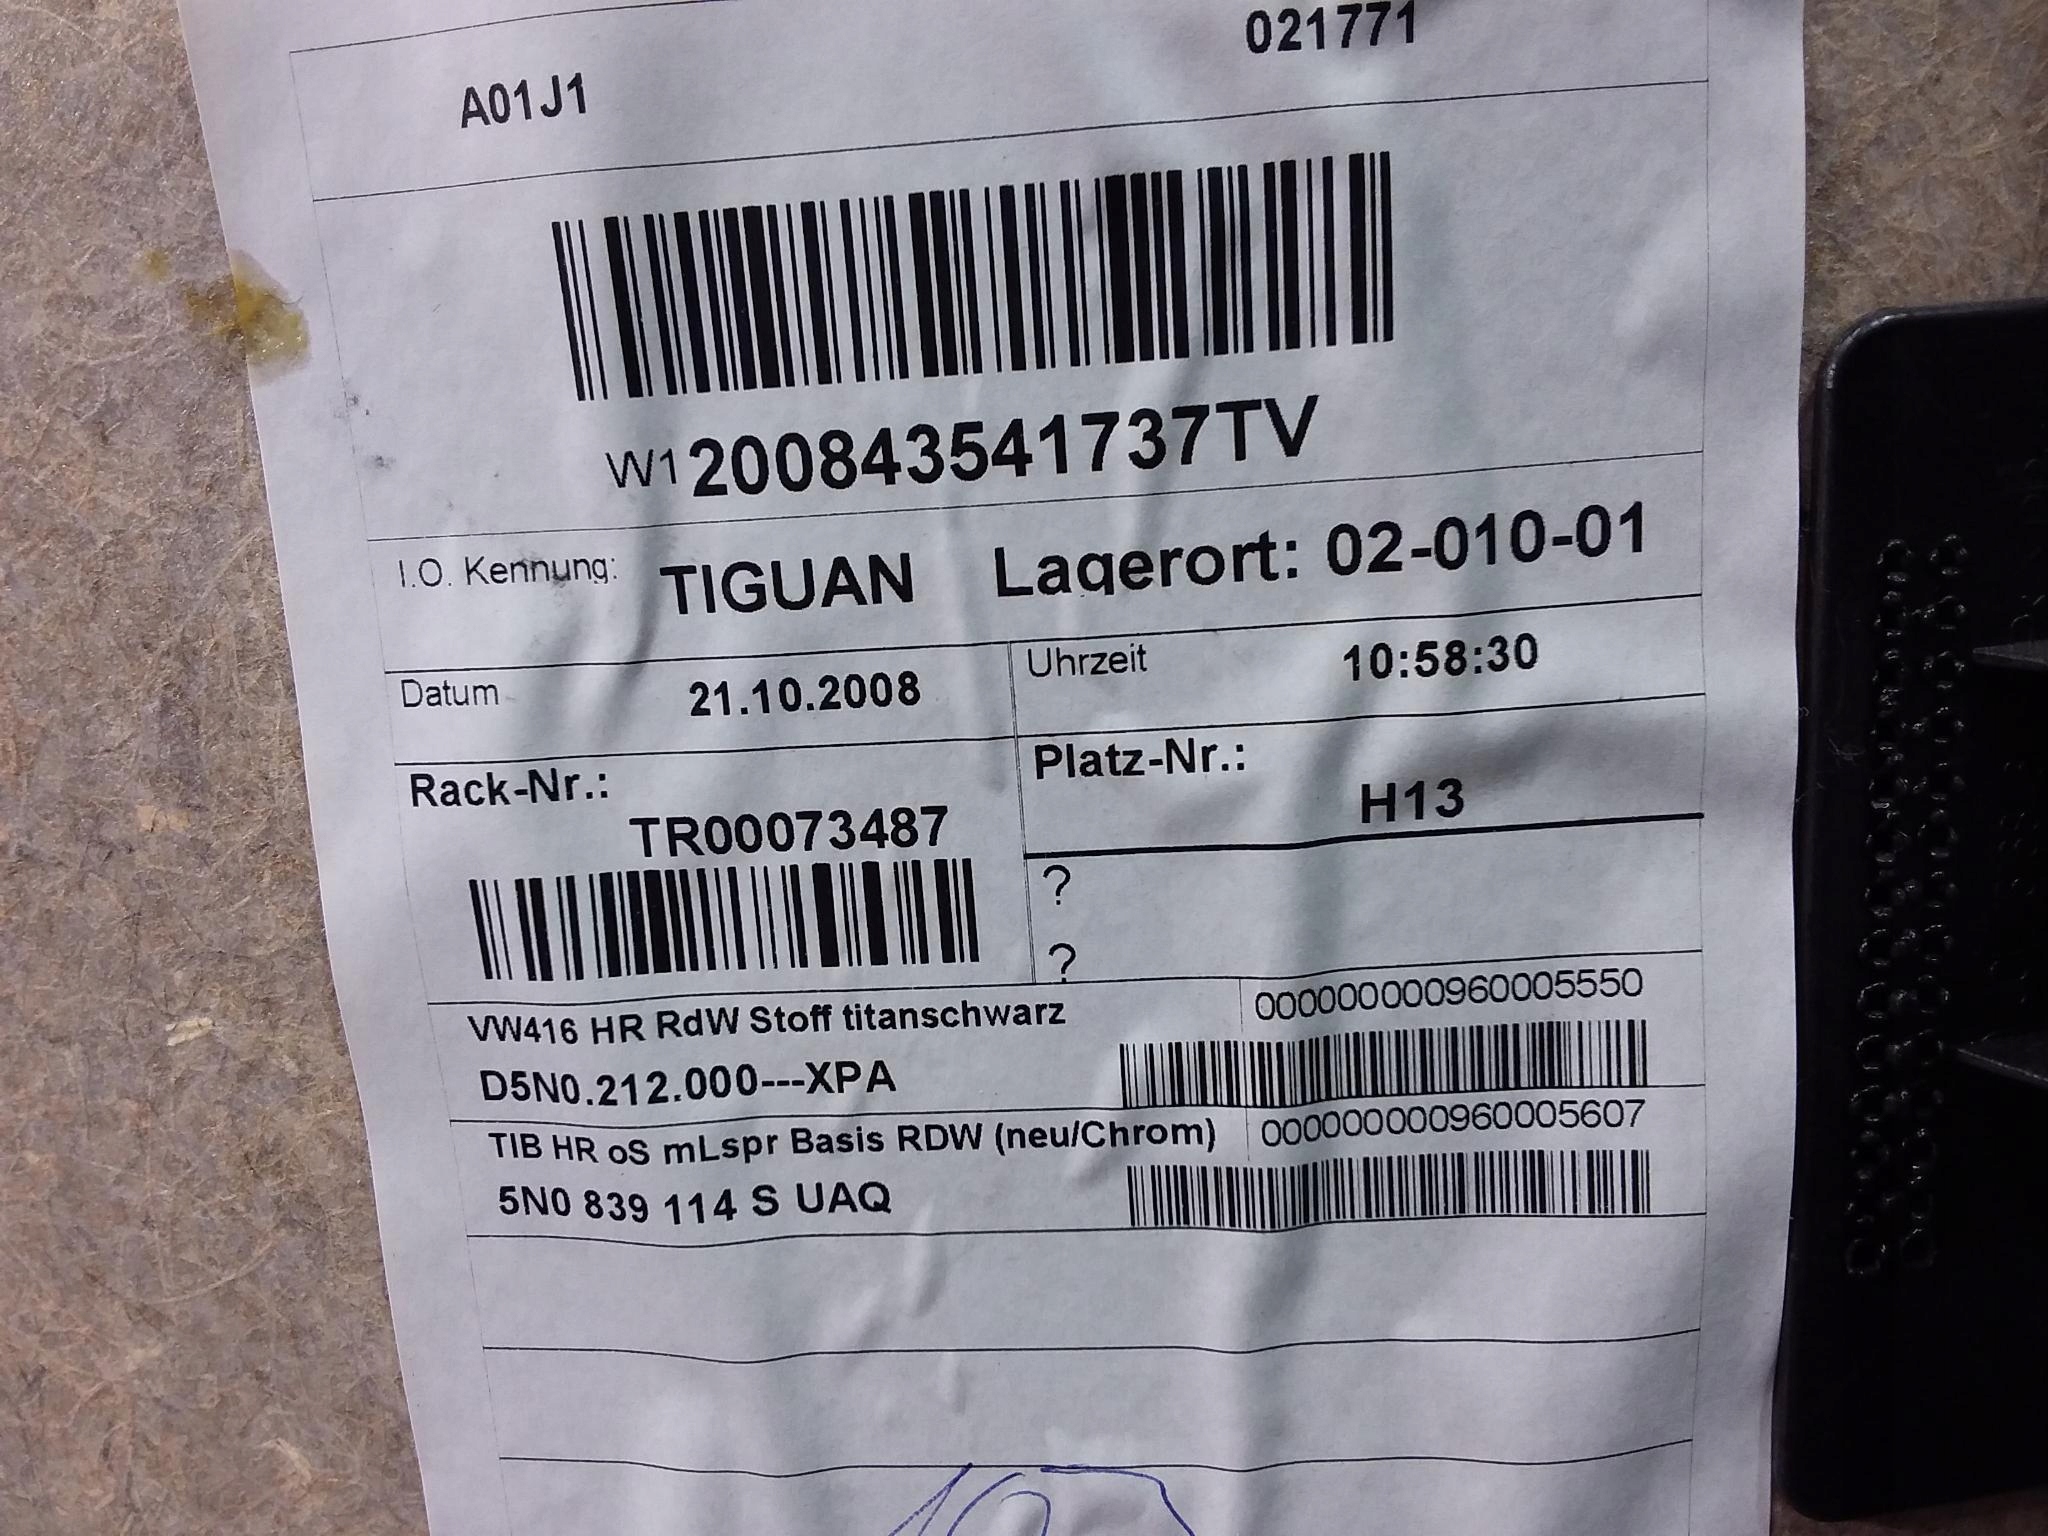 021771
A01J1
W1200843541737TV
I.O. Kennung: TIGUAN Lagerort: 02-010-01
Datum 21.10.2008 Uhrzeit 10:58:30
Rack-Nr.: Platz-Nr.:
TR00073487 H13
?
?
VW416 HR RdW Stoff titanschwarz 000000000960005550
D5N0.212.000---XPA
TIB HR oS mLspr Basis RDW (neu/Chrom) 000000000960005607
5N0 839 114 S UAQ